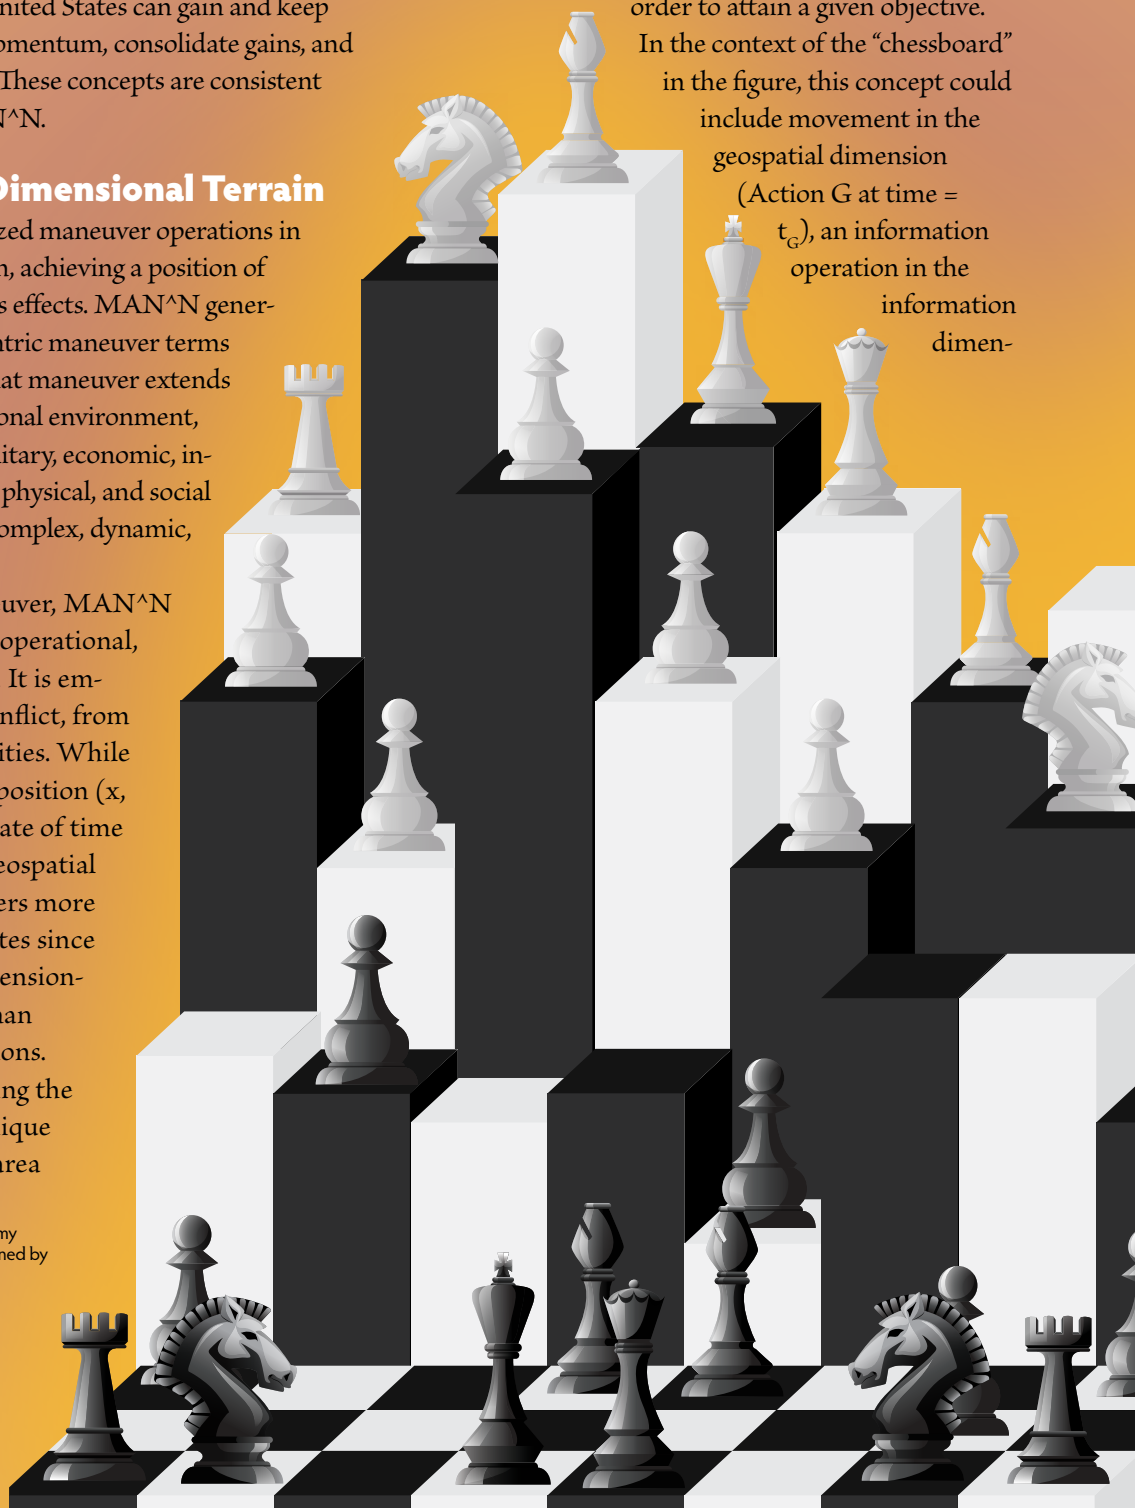 nited States can gain and keep
omentum, consolidate gains, and
These concepts are consistent
N^N.
Dimensional Terrain
zed maneuver operations in
n, achieving a position of
s effects. MAN^N gener-
ntric maneuver terms
at maneuver extends
onal environment,
itary, economic, in-
physical, and social
omplex, dynamic,
euver, MAN^N
operational,
It is em-
nflict, from
ities. While
position (x,
ate of time
eospatial
ers more
tes since
ension-
an
ons.
ng the
ique
area
my
ned by
order to attain a given objective.
In the context of the “chessboard”
in the figure, this concept could
include movement in the
geospatial dimension
(Action G at time =
tG), an information
operation in the
information
dimen-